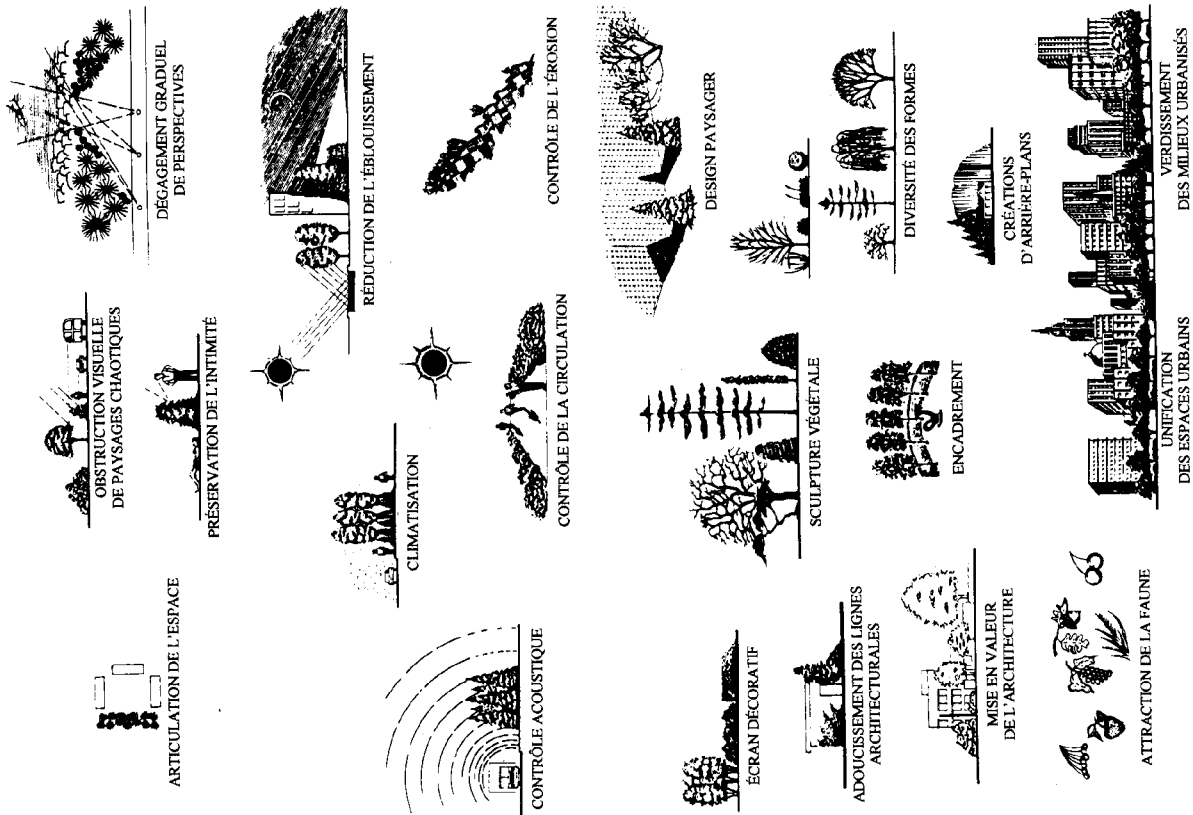 ARTICULATION DE L'ESPACE
OBSTRUCTION VISUELLE
DE PAYSAGES CHAOTIQUES
DÉGAGEMENT GRADUEL
DE PERSPECTIVES
PRÉSERVATION DE L'INTIMITÉ
RÉDUCTION DE L'ÉBLOUISSEMENT
CLIMATISATION
CONTRÔLE ACOUSTIQUE
CONTRÔLE DE LA CIRCULATION
CONTRÔLE DE L'ÉROSION
ÉCRAN DÉCORATIF
SCULPTURE VÉGÉTALE
DESIGN PAYSAGER
ADOUCISSEMENT DES LIGNES
ARCHITECTURALES
DIVERSITÉ DES FORMES
ENCADREMENT
MISE EN VALEUR
DE L'ARCHITECTURE
CRÉATIONS
D'ARRIÈRE-PLANS
ATTRACTION DE LA FAUNE
UNIFICATION
DES ESPACES URBAINS
VERDISSEMENT
DES MILIEUX URBANISÉS